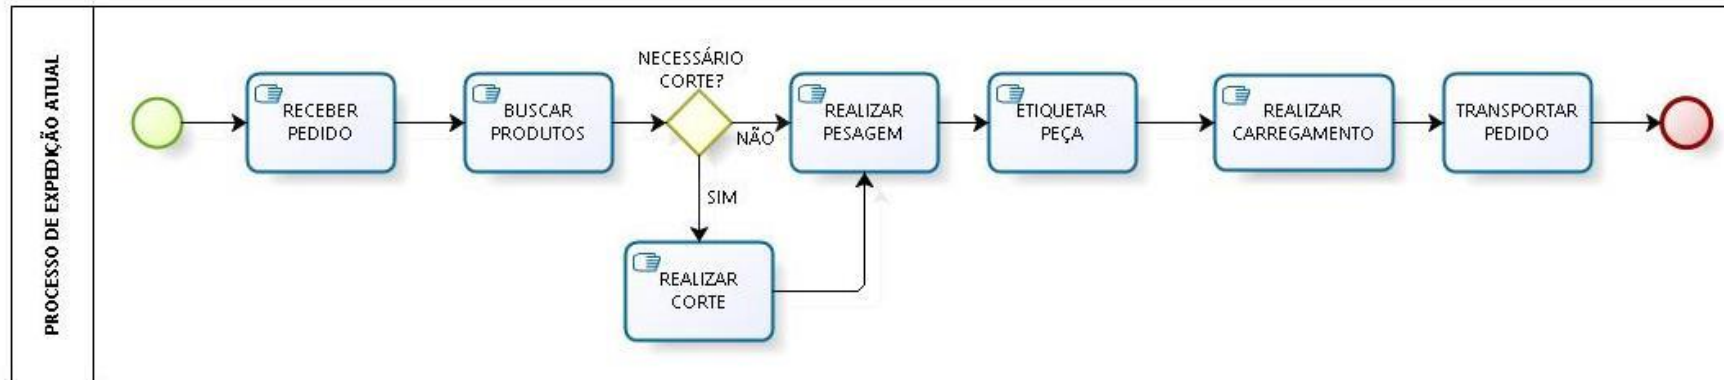 PROCESSO DE EXPEDIÇÃO ATUAL
RECEBER
PEDIDO
BUSCAR
PRODUTOS
NECESSÁRIO
CORTE?
NÃO
SIM
REALIZAR
CORTE
REALIZAR
PESAGEM
ETIQUETAR
PEÇA
REALIZAR
CARREGAMENTO
TRANSPORTAR
PEDIDO